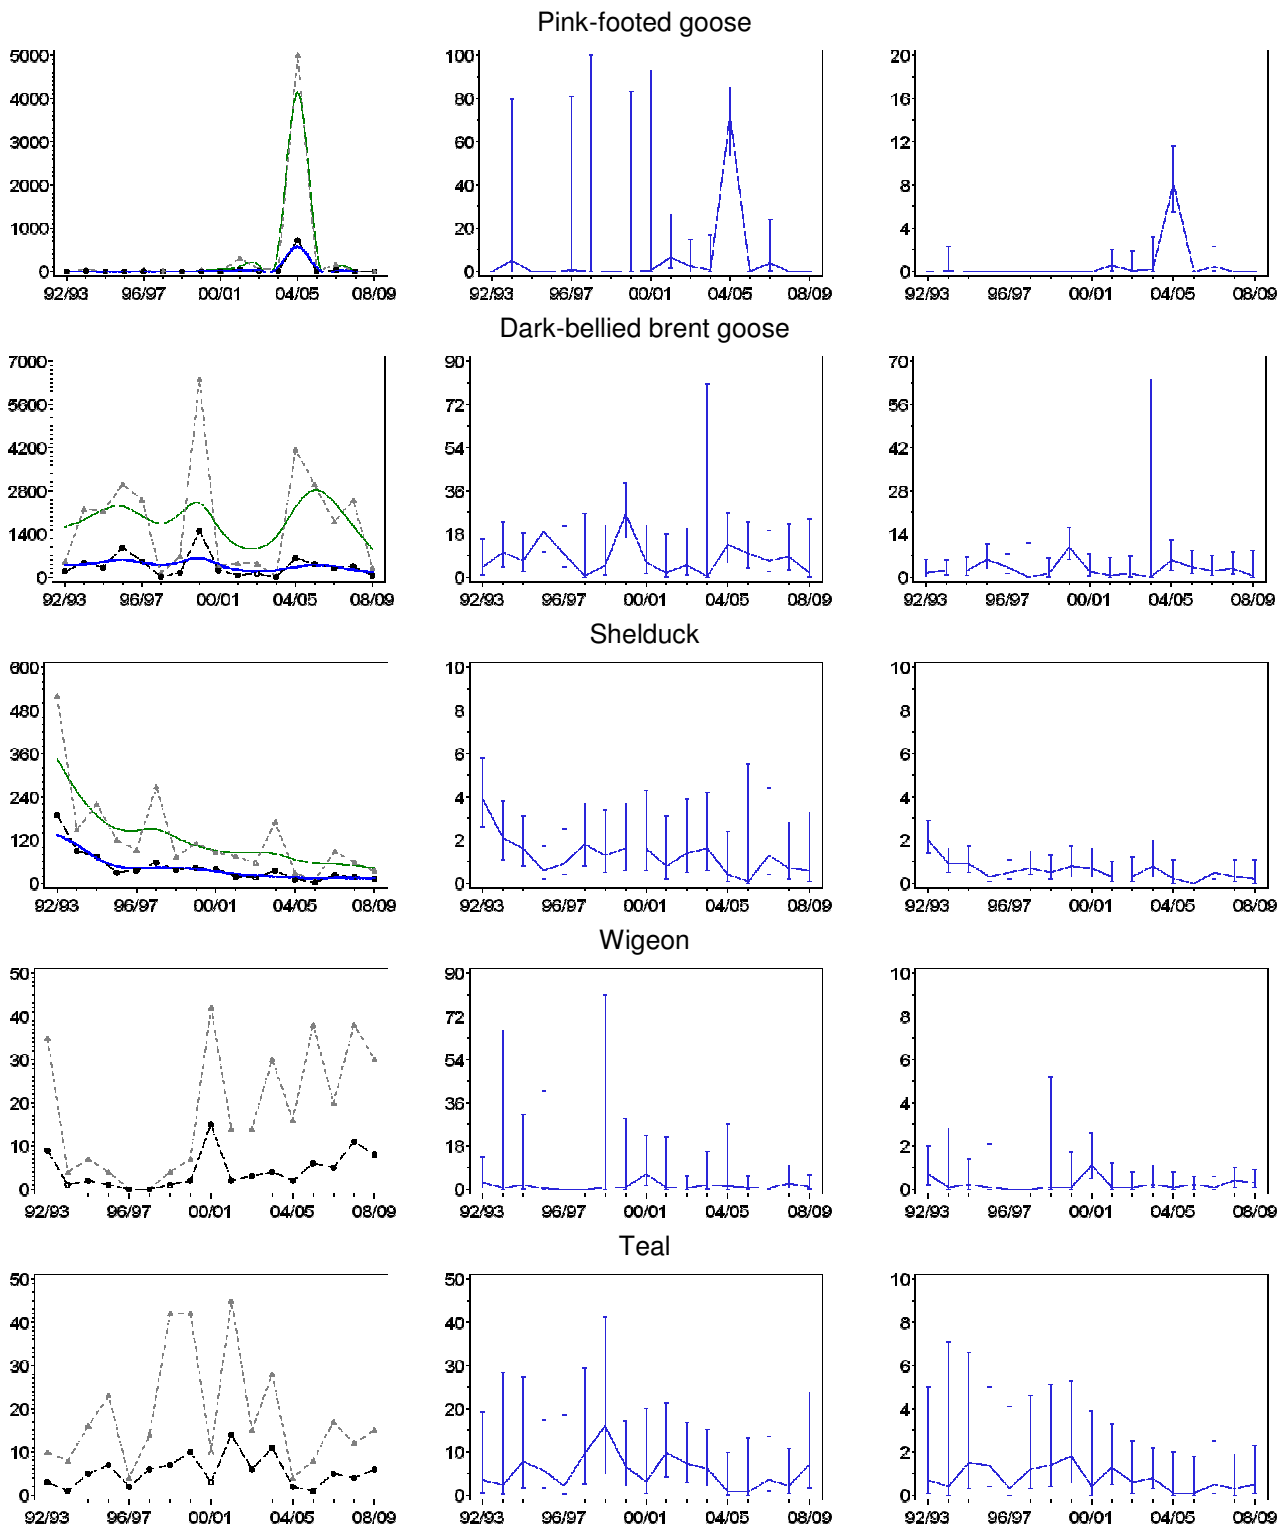 Pink-footed goose
5000 4000 3000 2000 1000 0
92/93 96/97 00/01 04/05 08/09
100 80 60 40 20 0
92/93 96/97 00/01 04/05 08/09
20 16 12 8 4 0
92/93 96/97 00/01 04/05 08/09
Dark-bellied brent goose
7000 5600 4200 2800 1400 0
92/93 96/97 00/01 04/05 08/09
90 72 54 36 18 0
92/93 96/97 00/01 04/05 08/09
70 56 42 28 14 0
92/93 96/97 00/01 04/05 08/09
Shelduck
600 480 360 240 120 0
92/93 96/97 00/01 04/05 08/09
10 8 6 4 2 0
92/93 96/97 00/01 04/05 08/09
10 8 6 4 2 0
92/93 96/97 00/01 04/05 08/09
Wigeon
50 40 30 20 10 0
92/93 96/97 00/01 04/05 08/09
90 72 54 36 18 0
92/93 96/97 00/01 04/05 08/09
10 8 6 4 2 0
92/93 96/97 00/01 04/05 08/09
Teal
50 40 30 20 10 0
92/93 96/97 00/01 04/05 08/09
50 40 30 20 10 0
92/93 96/97 00/01 04/05 08/09
10 8 6 4 2 0
92/93 96/97 00/01 04/05 08/09